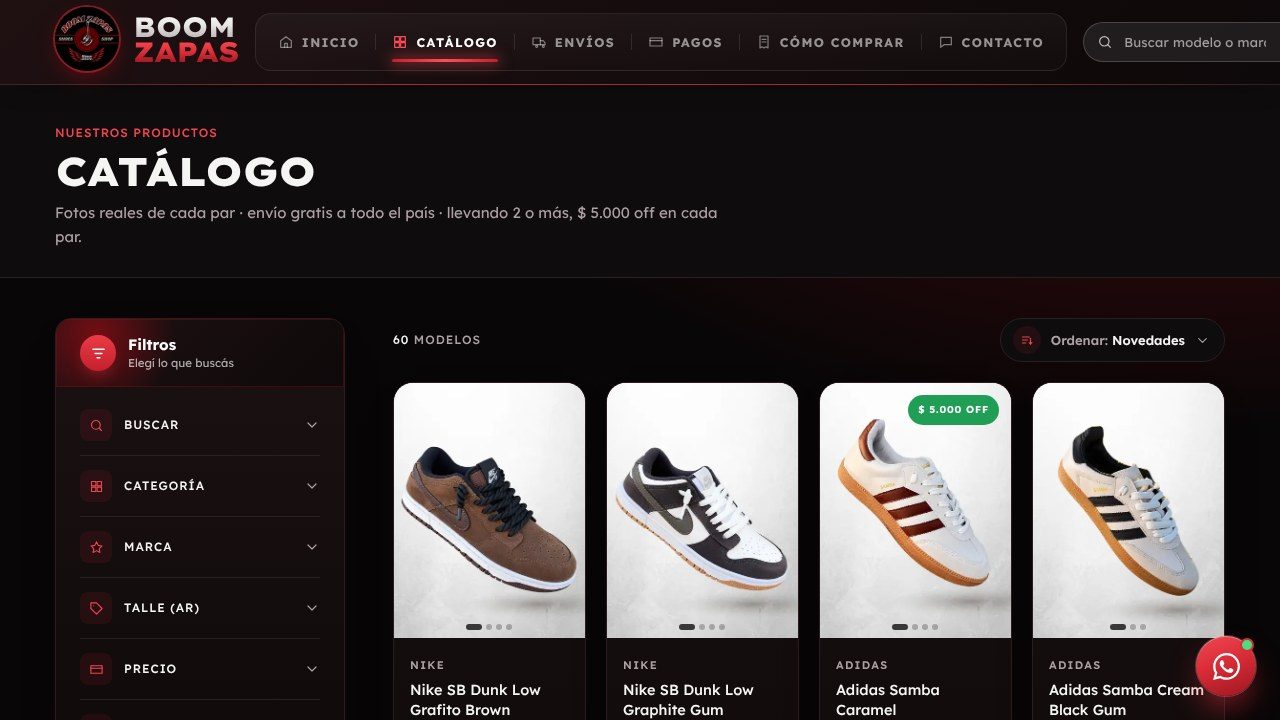 BOOM ZAPAS
SHOES SHOP
BOOM
ZAPAS
INICIO
CATÁLOGO
ENVÍOS
PAGOS
CÓMO COMPRAR
CONTACTO
Buscar modelo o marc
NUESTROS PRODUCTOS
CATÁLOGO
Fotos reales de cada par · envío gratis a todo el país · llevando 2 o más, $ 5.000 off en cada
par.
Filtros
Elegí lo que buscás
BUSCAR
CATEGORÍA
MARCA
TALLE (AR)
PRECIO
60 MODELOS
Ordenar: Novedades
$ 5.000 OFF
NIKE
Nike SB Dunk Low
Grafito Brown
NIKE
Nike SB Dunk Low
Graphite Gum
ADIDAS
Adidas Samba
Caramel
ADIDAS
Adidas Samba Cream
Black Gum